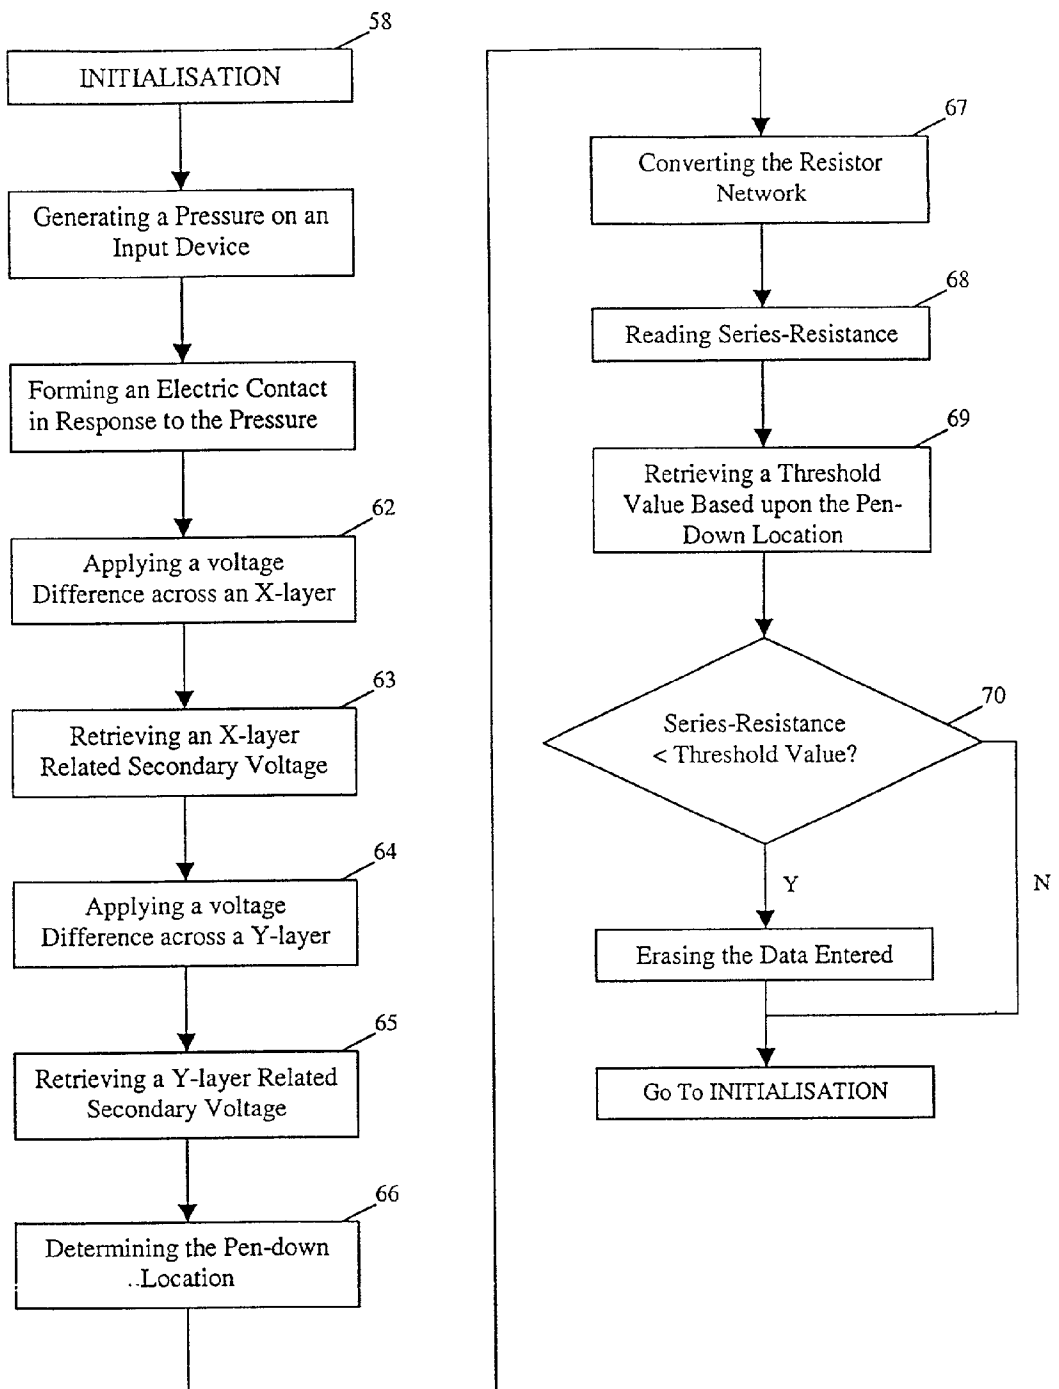 58
INITIALISATION
Generating a Pressure on an
Input Device
Forming an Electric Contact
in Response to the Pressure
62
Applying a voltage
Difference across an X-layer
63
Retrieving an X-layer
Related Secondary Voltage
64
Applying a voltage
Difference across a Y-layer
65
Retrieving a Y-layer Related
Secondary Voltage
66
Determining the Pen-down
Location
67
Converting the Resistor
Network
68
Reading Series-Resistance
69
Retrieving a Threshold
Value Based upon the Pen-
Down Location
70
Series-Resistance
< Threshold Value?
Y
N
Erasing the Data Entered
Go To INITIALISATION